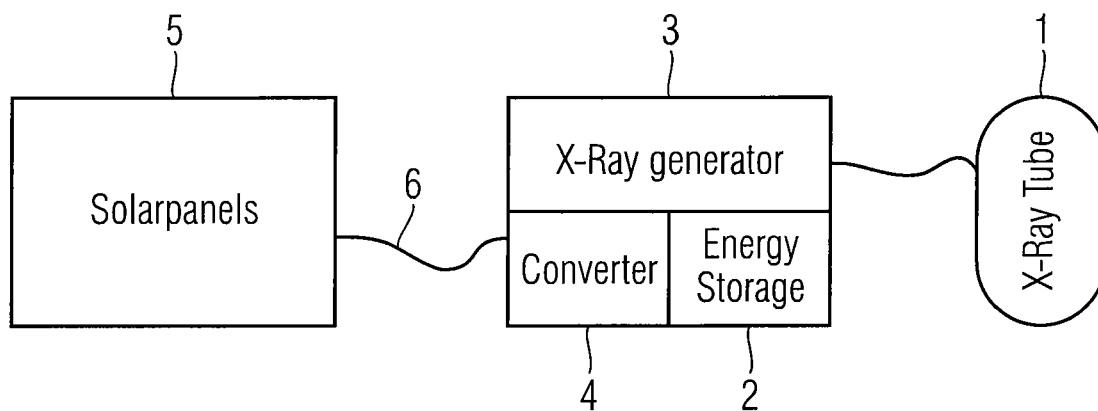 5
3
1
Solarpanels
6
X-Ray generator
Converter
Energy
Storage
X-Ray Tube
4
2